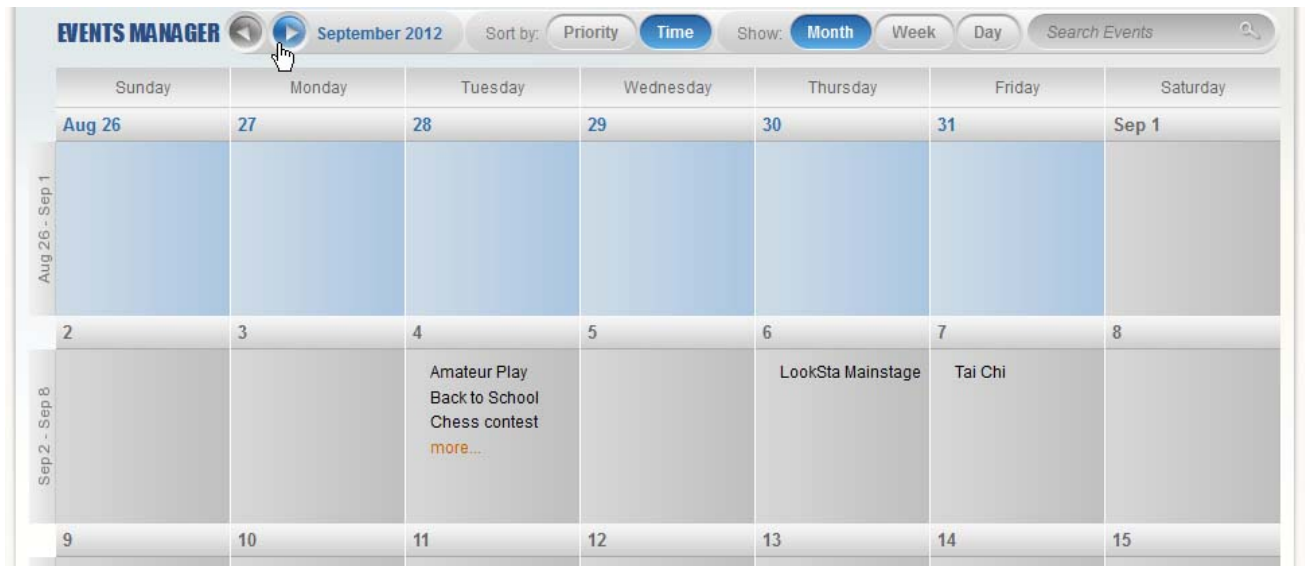 EVENTS MANAGER September 2012 Sort by: Priority Time Show: Month Week Day Search Events
Sunday Monday Tuesday Wednesday Thursday Friday Saturday
Aug 26 27 28 29 30 31 Sep 1
Aug 26 - Sep 1
2 3 4 5 6 7 8
Sep 2 - Sep 8
Amateur Play LookSta Mainstage Tai Chi
Back to School
Chess contest
more...
9 10 11 12 13 14 15